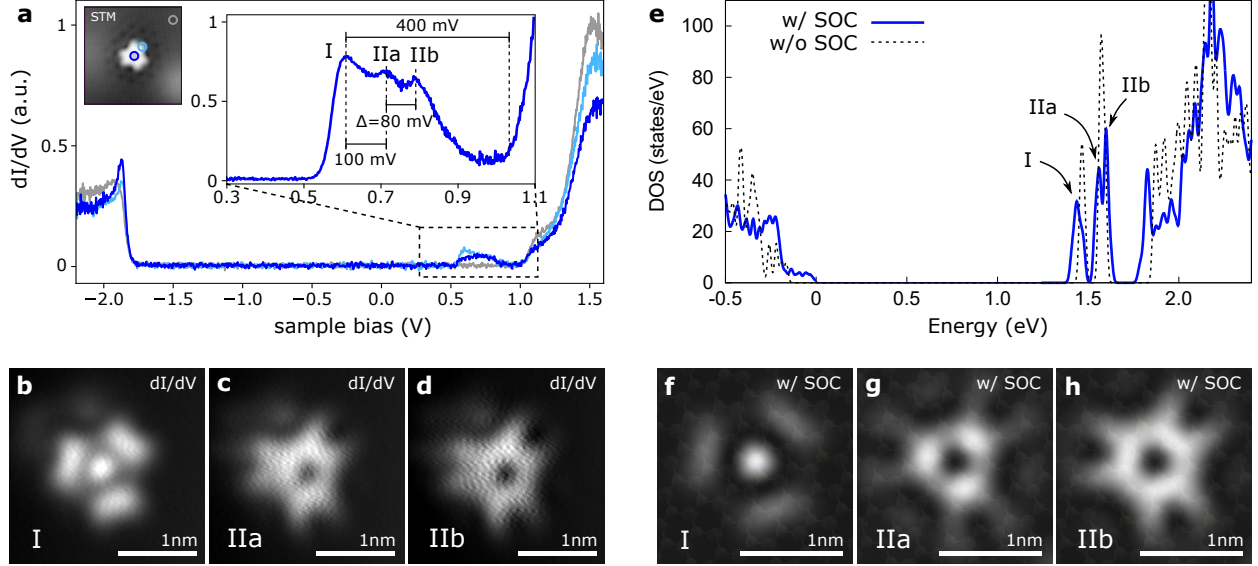 a
STM
dI/dV (a.u.)
1
0.5
0
−2.0
−1.5
−1.0
−0.5
0.0
0.5
1.0
1.5
sample bias (V)
1
0.5
0
0.3
0.5
0.7
0.9
1.1
400 mV
I
IIa
IIb
Δ=80 mV
100 mV
e
w/ SOC
w/o SOC
DOS (states/eV)
100
80
60
40
20
0
-0.5
0
0.5
1.0
1.5
2.0
Energy (eV)
I
IIa
IIb
b
dI/dV
I
1nm
c
dI/dV
IIa
1nm
d
dI/dV
IIb
1nm
f
w/ SOC
I
1nm
g
w/ SOC
IIa
1nm
h
w/ SOC
IIb
1nm